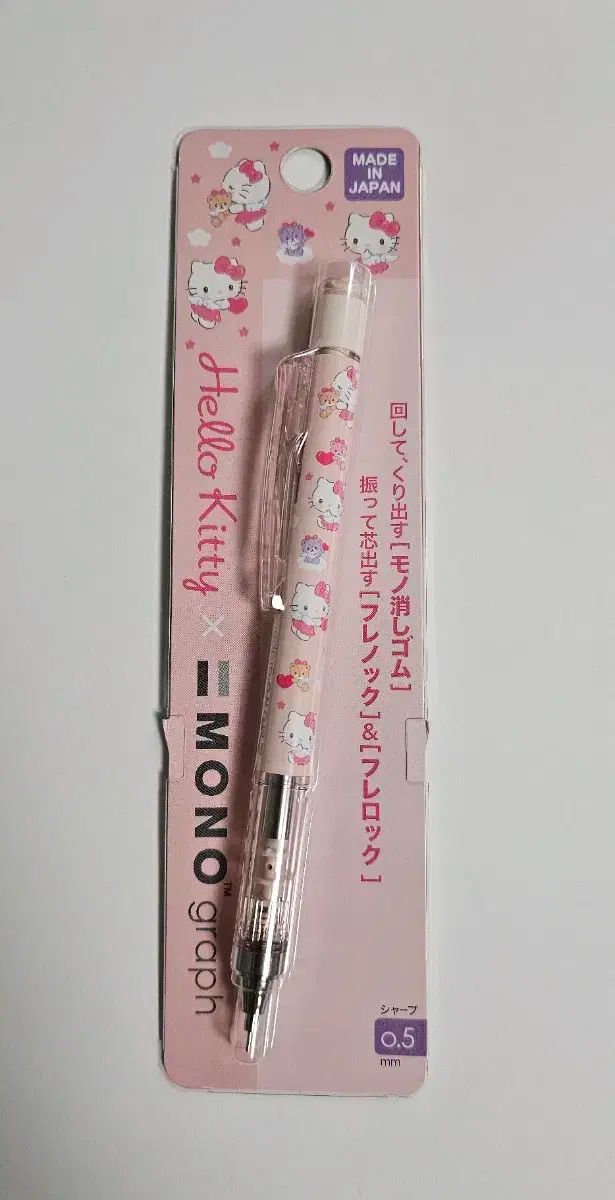 MADE
IN
JAPAN
Hello Kitty × MONO™ graph
回して、くり出す[モノ消しゴム]
振って芯出す[フレノック]&[フレロック]
シャープ
0.5
mm